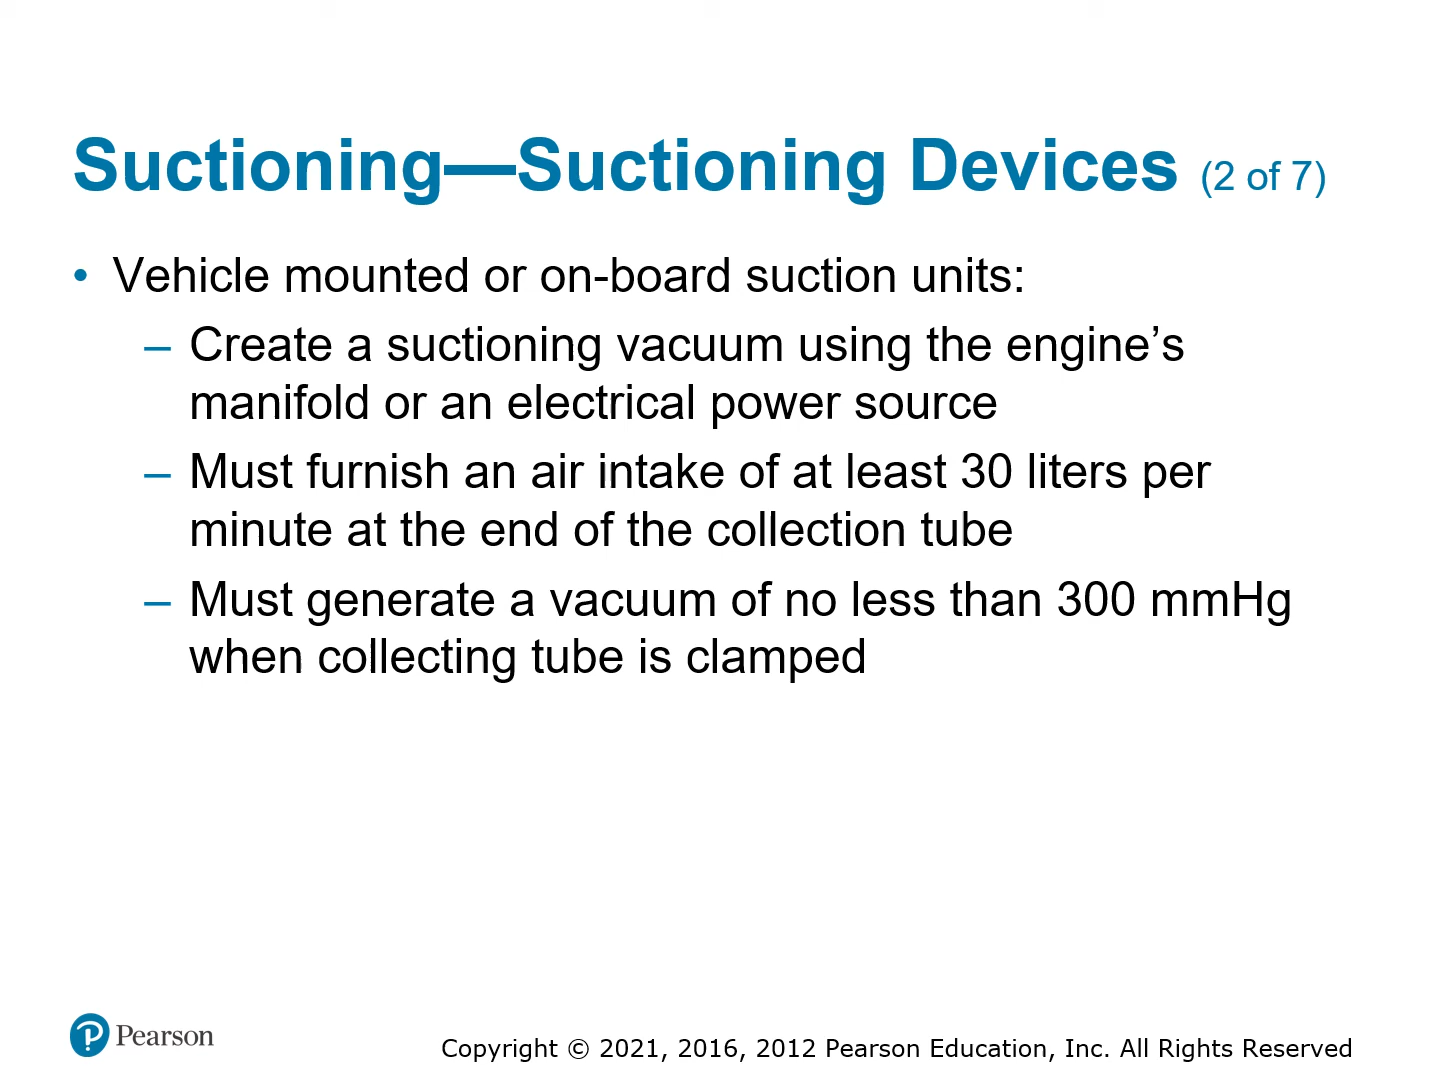 Suctioning—Suctioning Devices (2 of 7)
• Vehicle mounted or on-board suction units:
– Create a suctioning vacuum using the engine’s
manifold or an electrical power source
– Must furnish an air intake of at least 30 liters per
minute at the end of the collection tube
– Must generate a vacuum of no less than 300 mmHg
when collecting tube is clamped
Pearson
Copyright © 2021, 2016, 2012 Pearson Education, Inc. All Rights Reserved